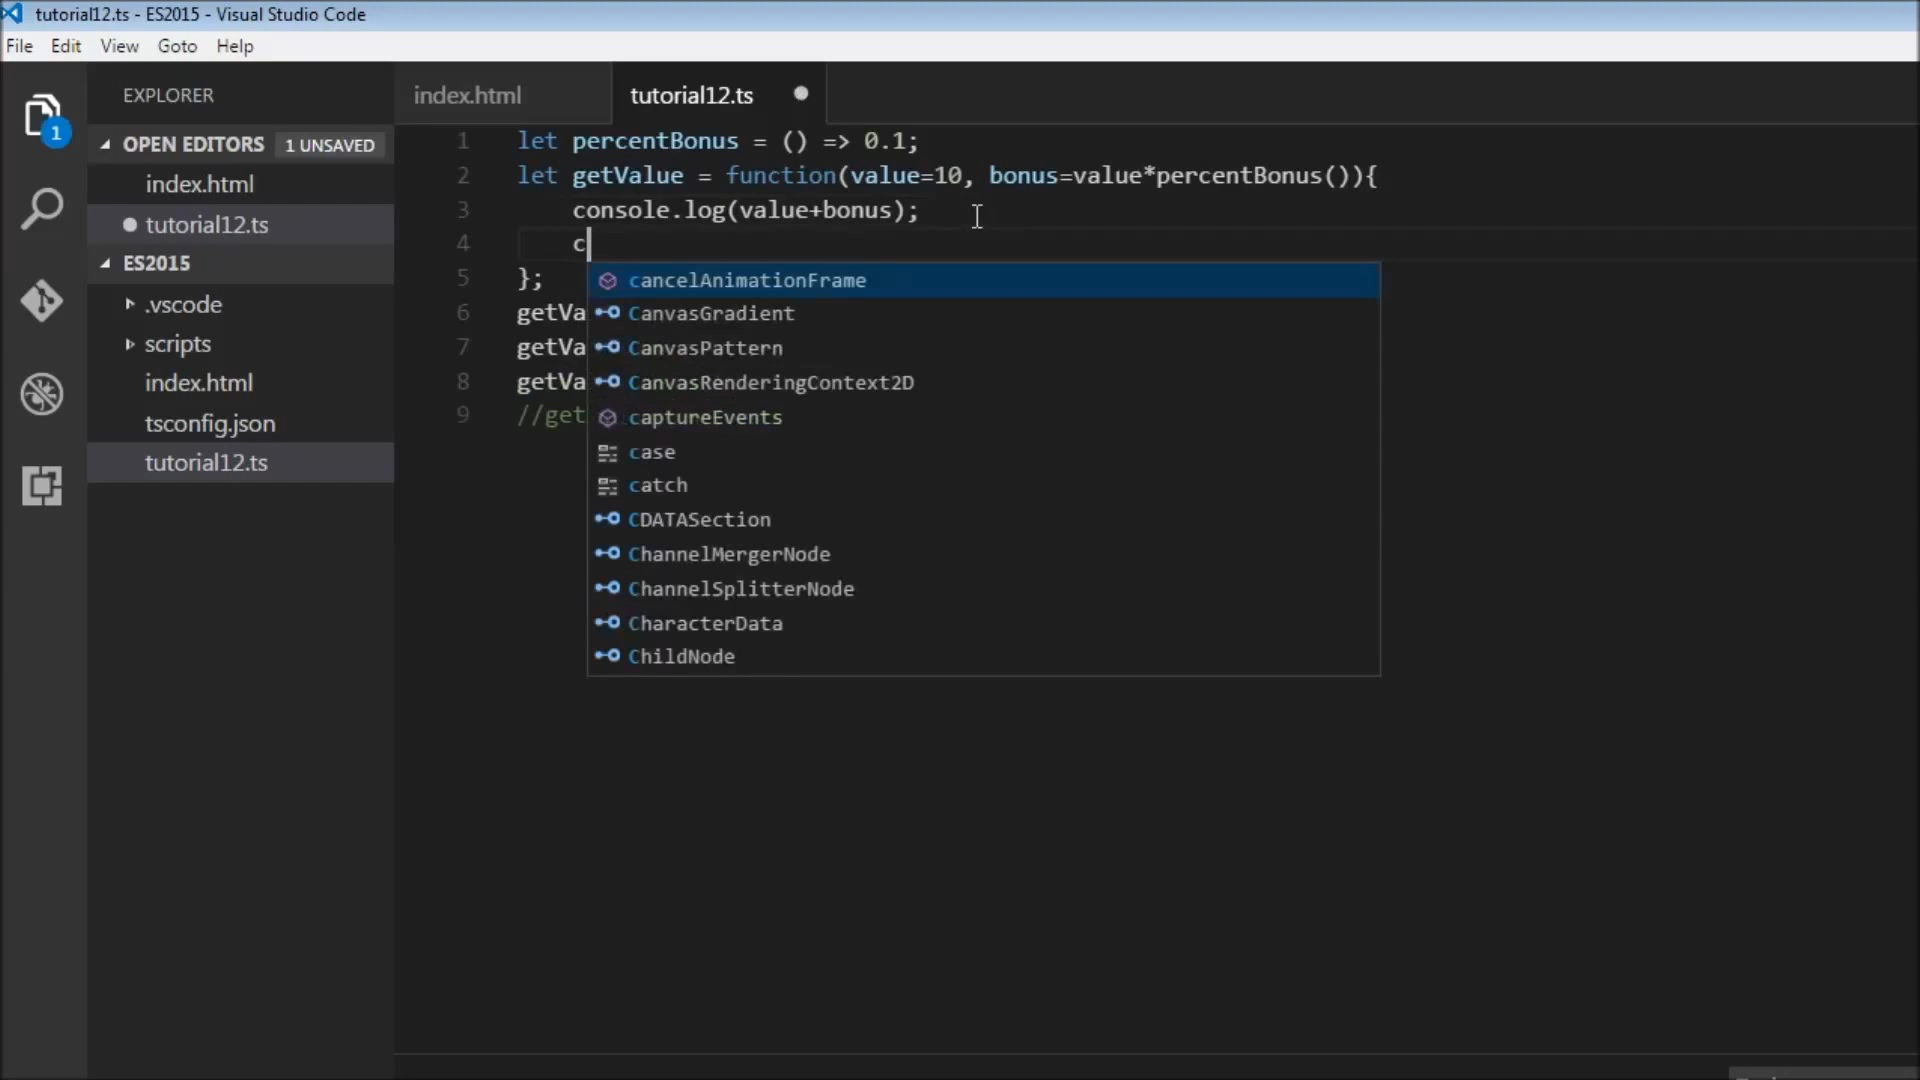 tutorial12.ts - ES2015 - Visual Studio Code
File Edit View Goto Help
EXPLORER
OPEN EDITORS 1 UNSAVED
index.html
tutorial12.ts
ES2015
.vscode
scripts
index.html
tsconfig.json
tutorial12.ts
1
index.html tutorial12.ts
1 let percentBonus = () => 0.1;
2 let getValue = function(value=10, bonus=value*percentBonus()){
3 console.log(value+bonus);
4 c
5 };
6 getVa
7 getVa
8 getVa
9 //get
cancelAnimationFrame
CanvasGradient
CanvasPattern
CanvasRenderingContext2D
captureEvents
case
catch
CDATASection
ChannelMergerNode
ChannelSplitterNode
CharacterData
ChildNode